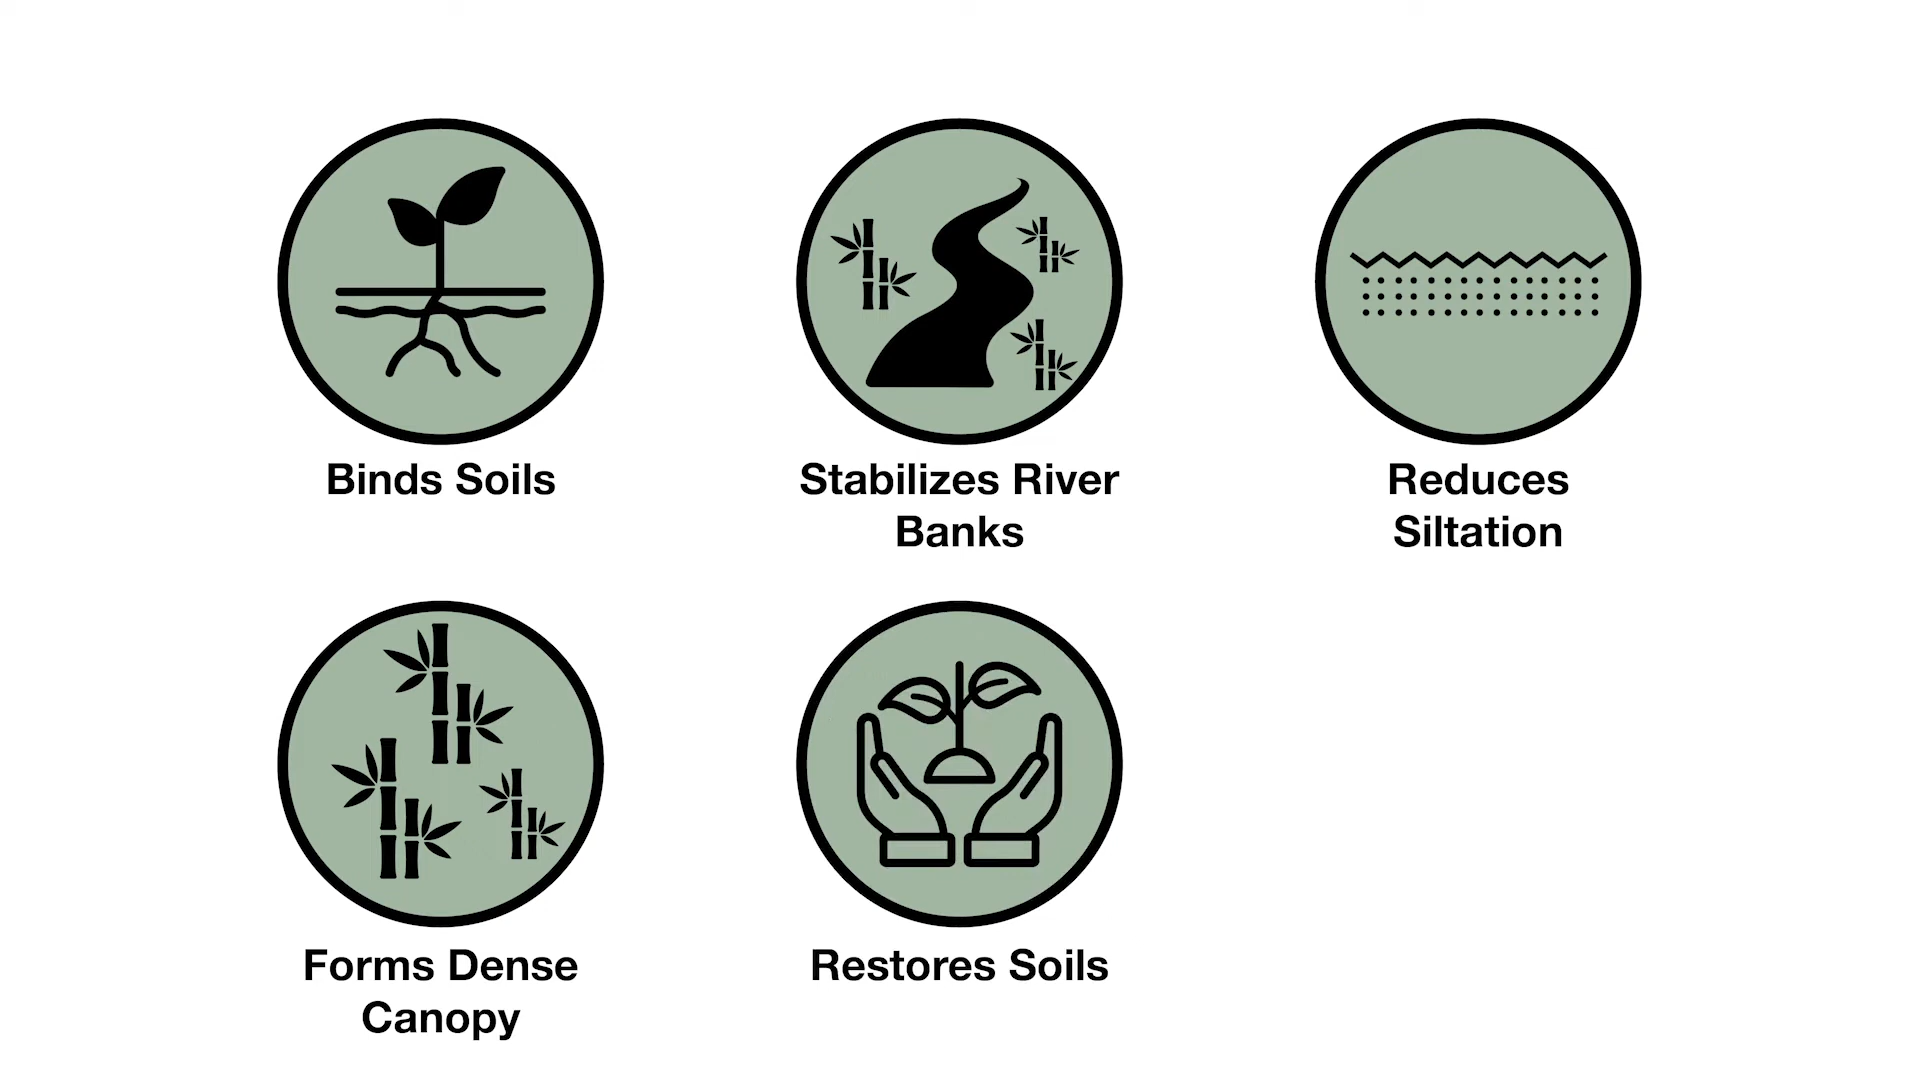 Binds Soils
Stabilizes River
Banks
Reduces
Siltation
Forms Dense
Canopy
Restores Soils